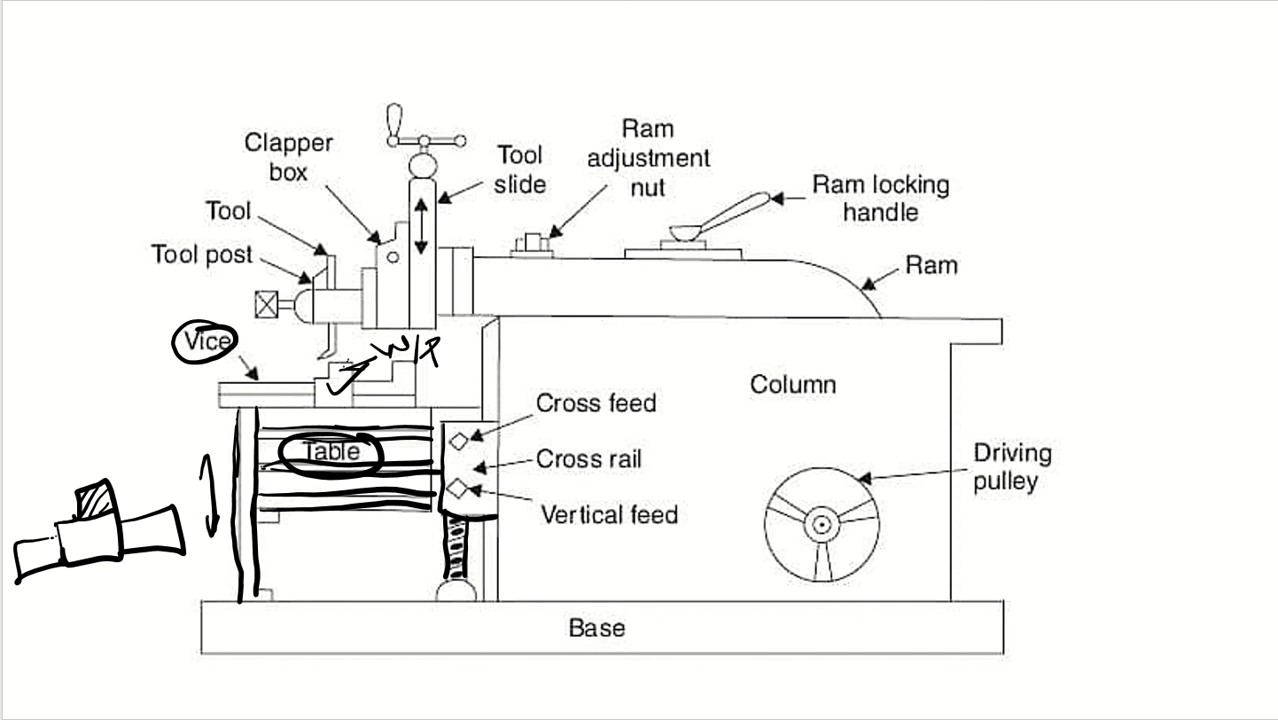 Clapper
box
Tool
slide
Ram
adjustment
nut
Ram locking
handle
Tool
Tool post
Ram
Vice
W/P
Column
Cross feed
Table
Cross rail
Driving
pulley
Vertical feed
Base